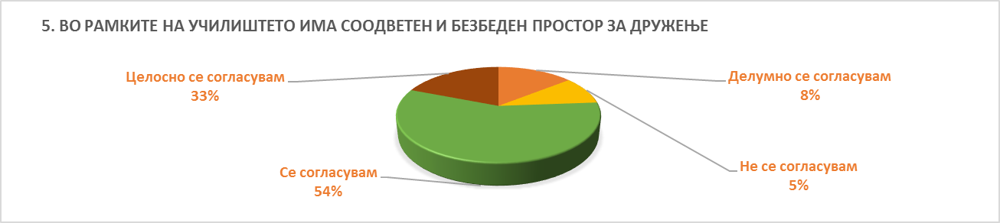 5. ВО РАМКИТЕ НА УЧИЛИШТЕТО ИМА СООДВЕТЕН И БЕЗБЕДЕН ПРОСТОР ЗА ДРУЖЕЊЕ
Целосно се согласувам
33%
Делумно се согласувам
8%
Се согласувам
54%
Не се согласувам
5%